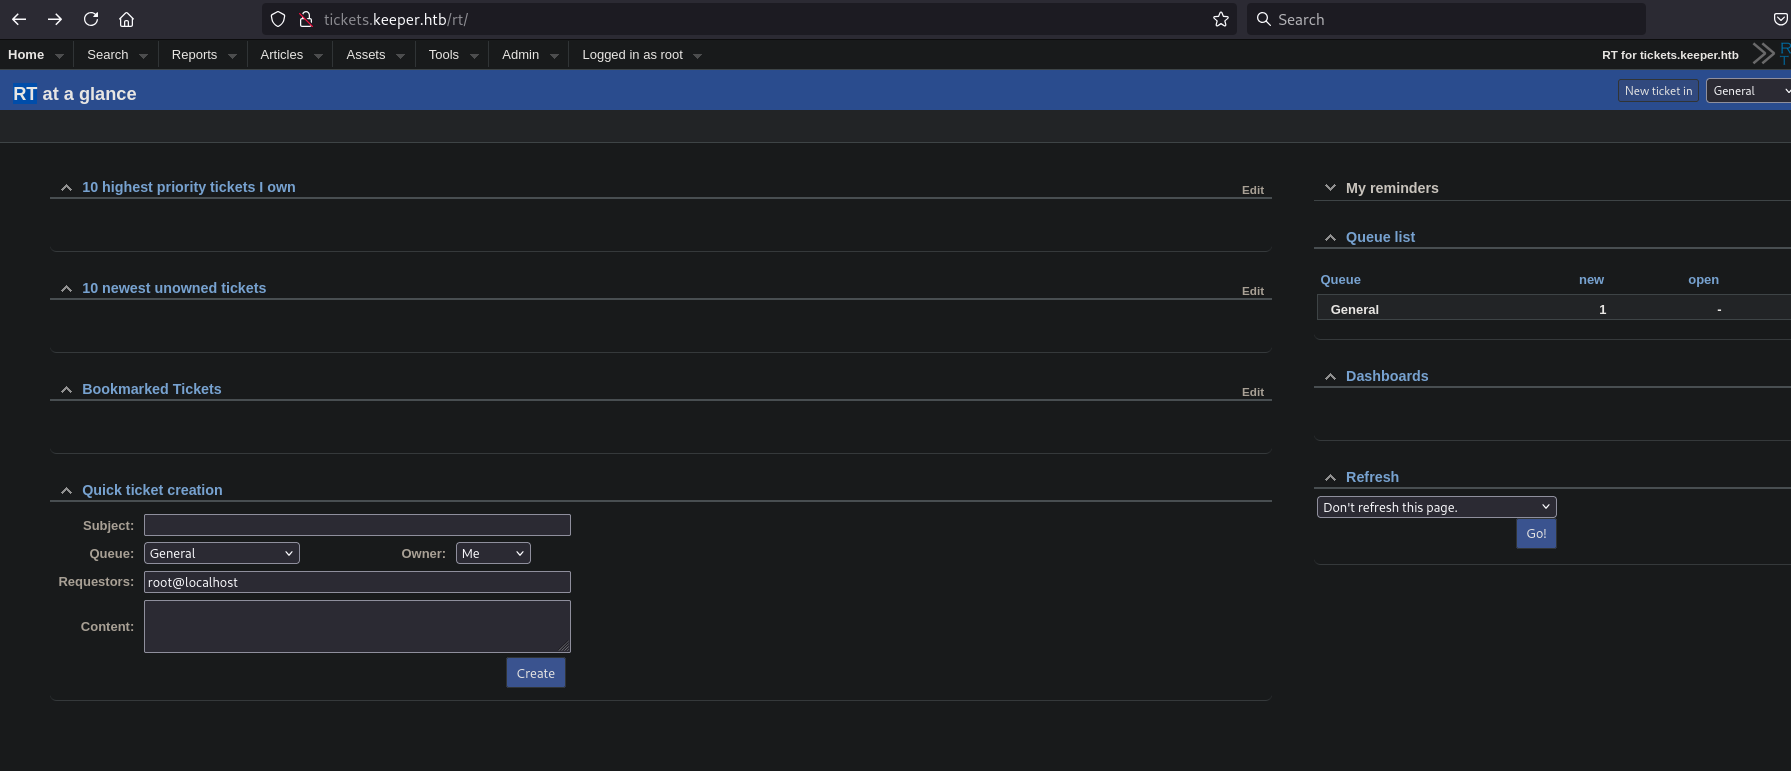 tickets.keeper.htb/rt/
Search
Home Search Reports Articles Assets Tools Admin Logged in as root
RT for tickets.keeper.htb
RT at a glance
New ticket in General
10 highest priority tickets I own
Edit
10 newest unowned tickets
Edit
Bookmarked Tickets
Edit
Quick ticket creation
Subject:
Queue: General Owner: Me
Requestors: root@localhost
Content:
Create
My reminders
Queue list
Queue new open
General 1 -
Dashboards
Refresh
Don't refresh this page.
Go!